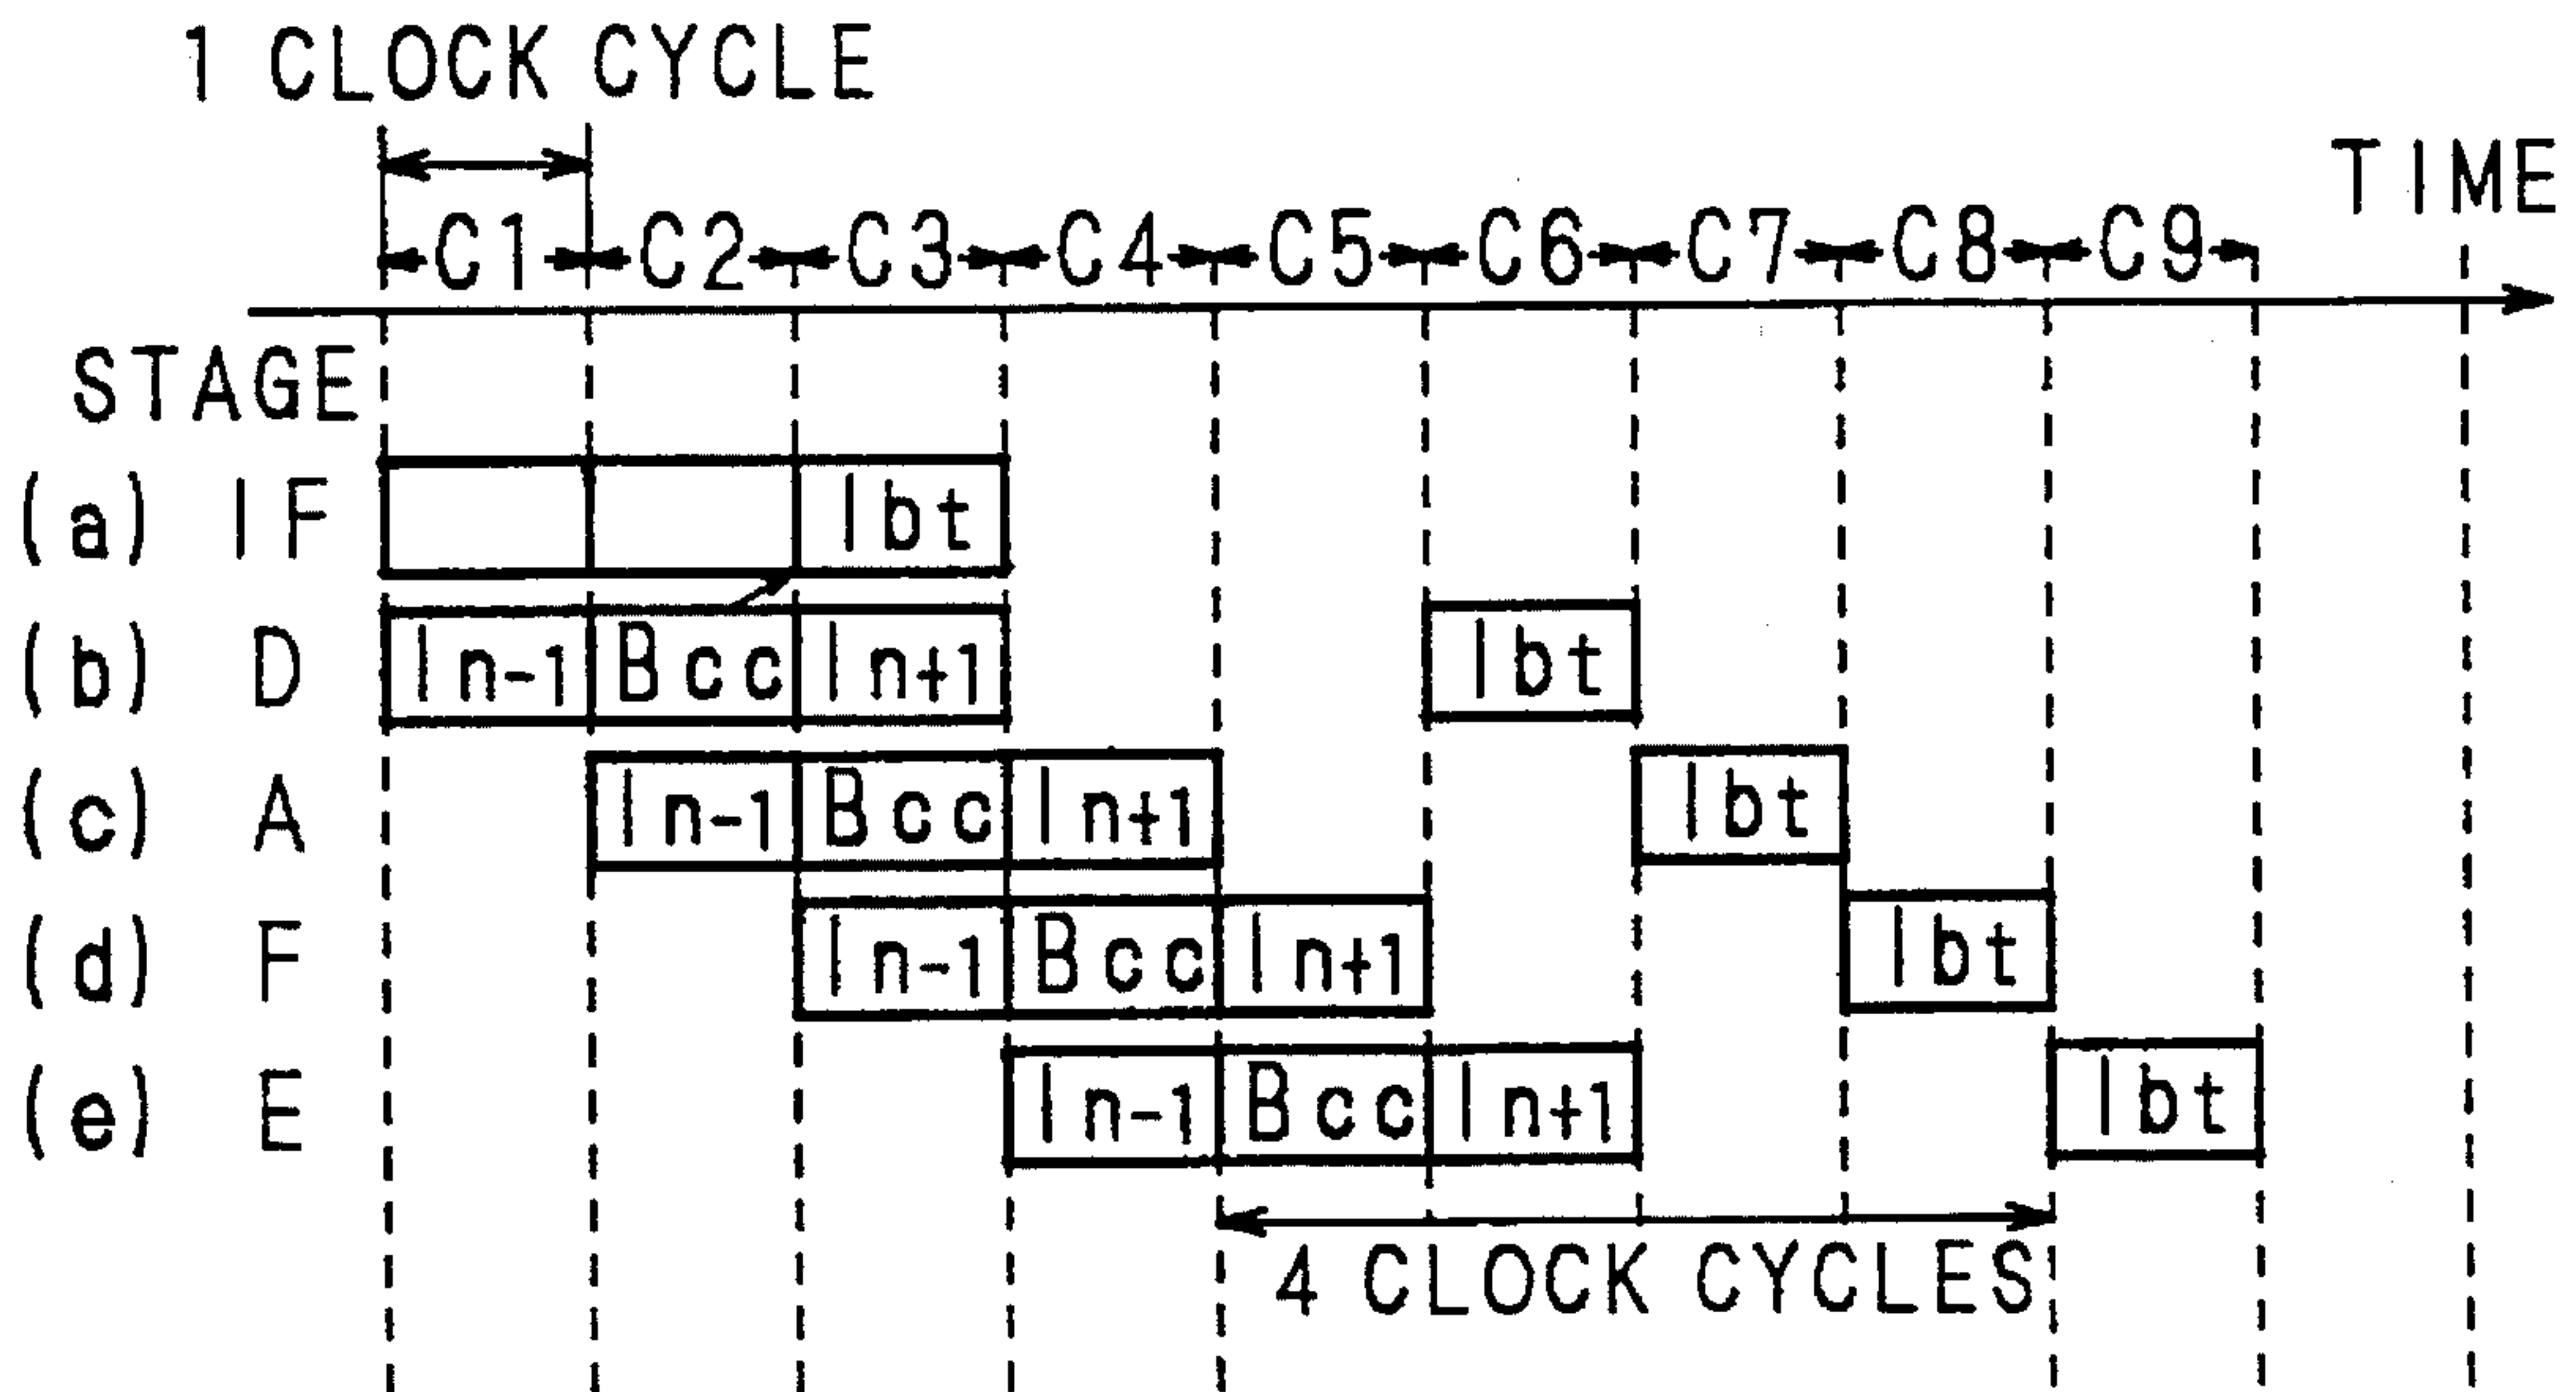 1 CLOCK CYCLE
TIME
C1 C2 C3 C4 C5 C6 C7 C8 C9
STAGE
(a) IF Ibt
(b) D In-1 Bcc In+1 Ibt
(c) A In-1 Bcc In+1 Ibt
(d) F In-1 Bcc In+1 Ibt
(e) E In-1 Bcc In+1 Ibt
4 CLOCK CYCLES